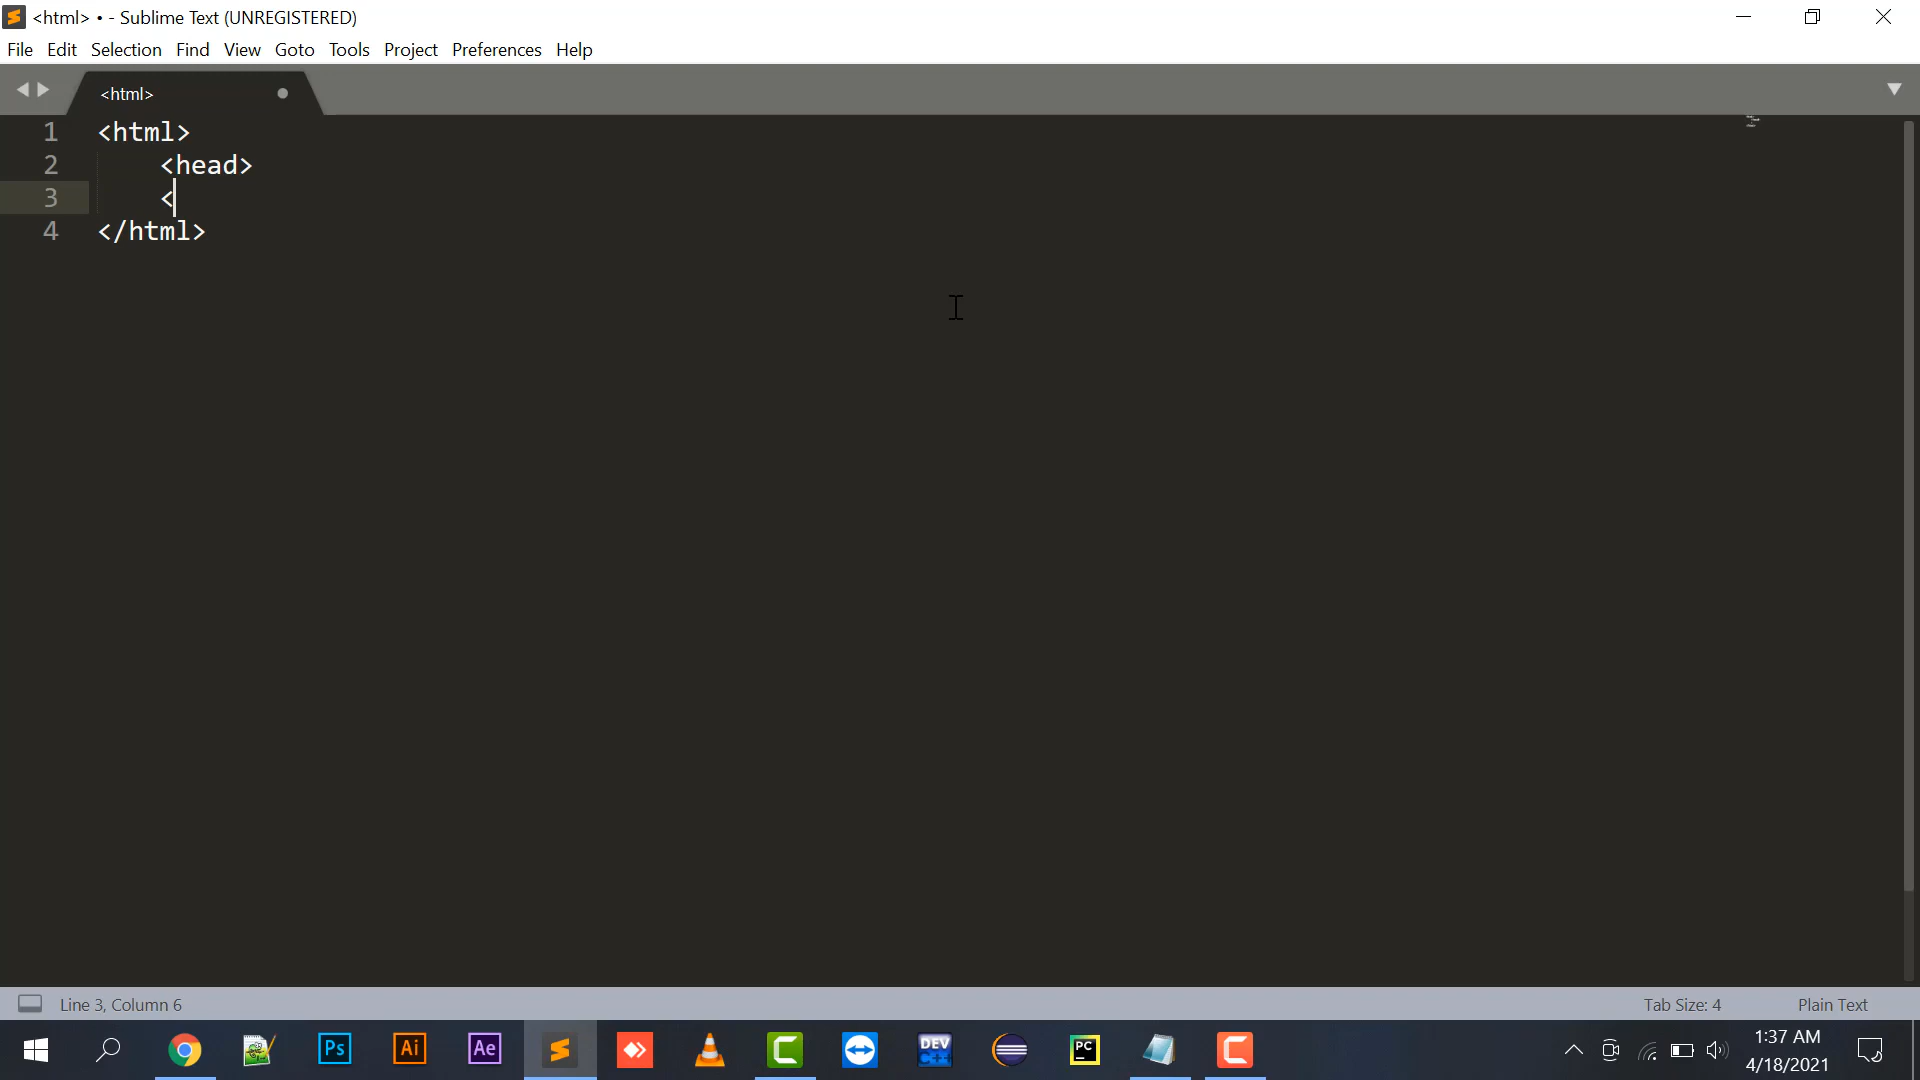 <html> • - Sublime Text (UNREGISTERED)
File Edit Selection Find View Goto Tools Project Preferences Help
<html>
1 <html>
2 <head>
3 <
4 </html>
Line 3, Column 6 Tab Size: 4 Plain Text
Ps Ai Ae DEV C++ PC
1:37 AM
4/18/2021